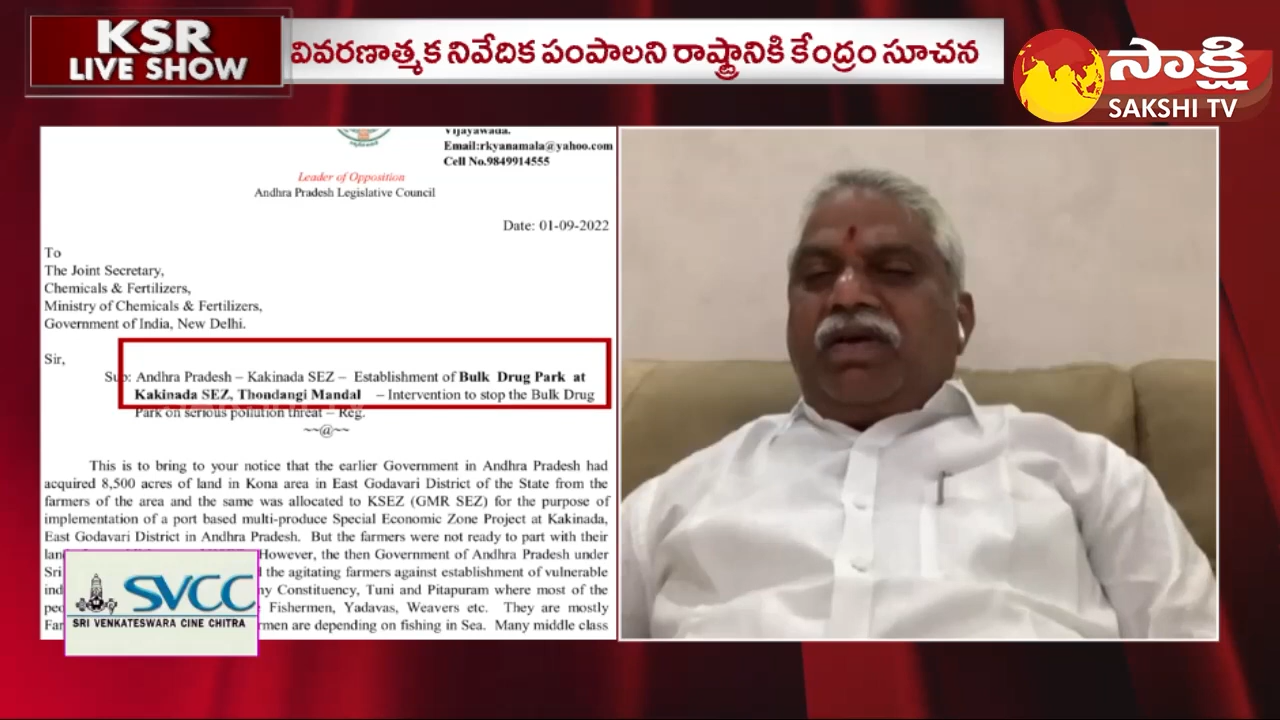 KSR
LIVE SHOW
వివరణాత్మక నివేదిక పంపాలని రాష్ట్రానికి కేంద్రం సూచన
సాక్షి
SAKSHI TV
Vijayawada.
Email:rkyanamala@yahoo.com
Cell No.9849914555
Leader of Opposition
Andhra Pradesh Legislative Council
Date: 01-09-2022
To
The Joint Secretary,
Chemicals & Fertilizers,
Ministry of Chemicals & Fertilizers,
Government of India, New Delhi.
Sir,
Sub: Andhra Pradesh – Kakinada SEZ – Establishment of Bulk Drug Park at
Kakinada SEZ, Thondangi Mandal – Intervention to stop the Bulk Drug
Park on serious pollution threat – Reg.
~~@~~
This is to bring to your notice that the earlier Government in Andhra Pradesh had
acquired 8,500 acres of land in Kona area in East Godavari District of the State from the
farmers of the area and the same was allocated to KSEZ (GMR SEZ) for the purpose of
implementation of a port based multi-produce Special Economic Zone Project at Kakinada,
East Godavari District in Andhra Pradesh. But the farmers were not ready to part with their
However, the then Government of Andhra Pradesh under
Sri the agitating farmers against establishment of vulnerable
Constituency, Tuni and Pitapuram where most of the
Fishermen, Yadavas, Weavers etc. They are mostly
are depending on fishing in Sea. Many middle class
SVCC
SRI VENKATESWARA CINE CHITRA